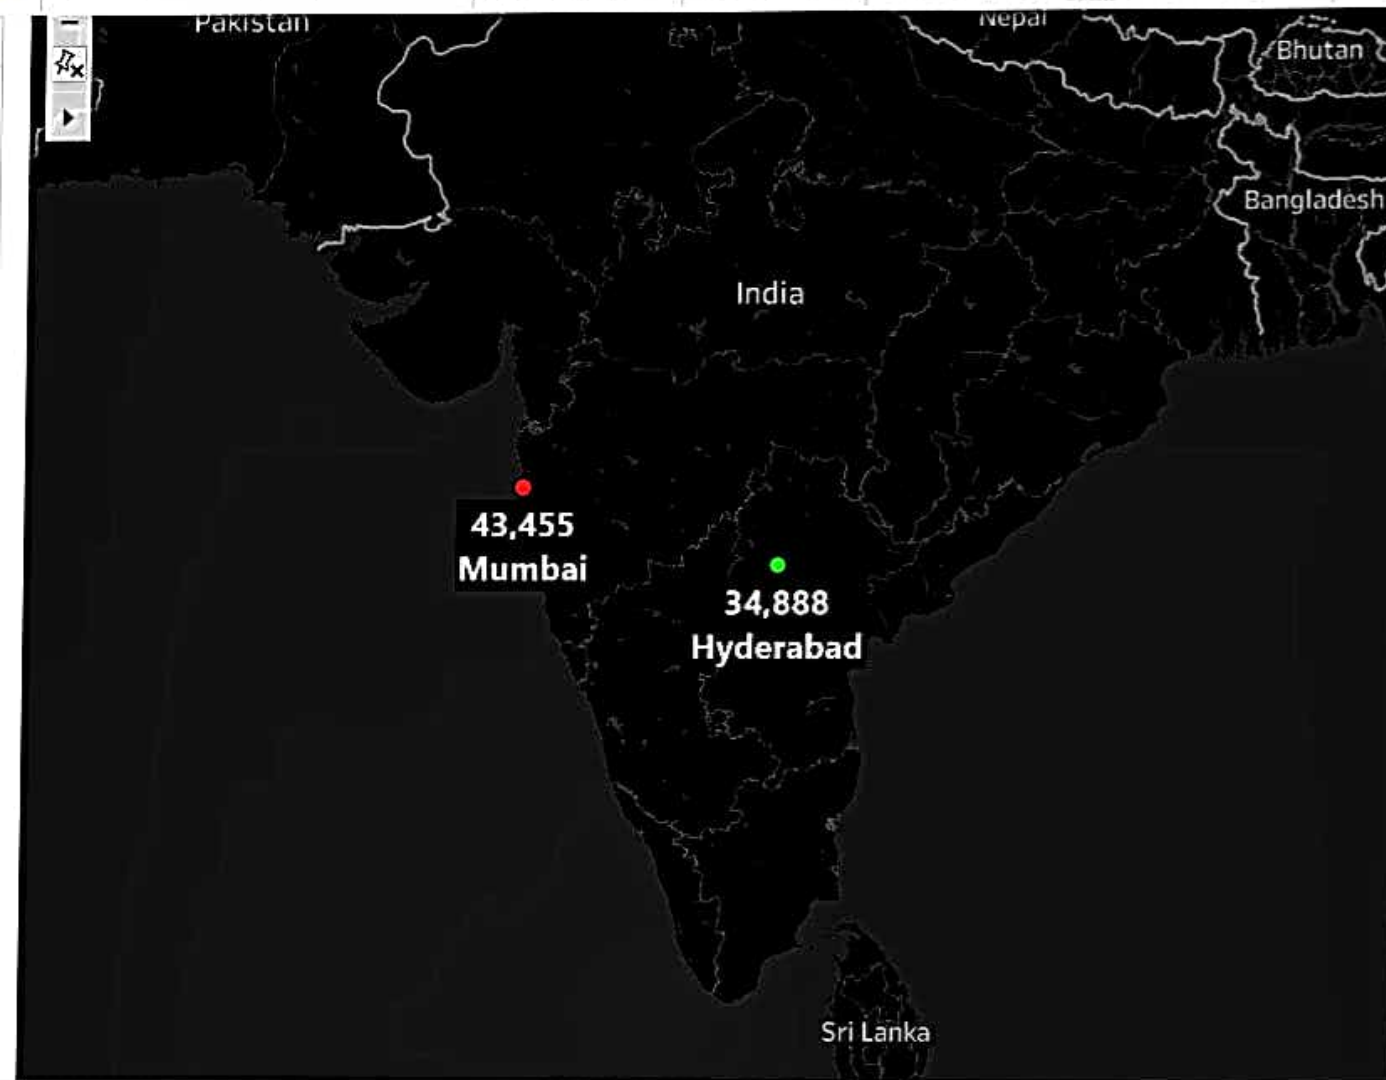 Pakistan
Nepal
Bhutan
Bangladesh
India
43,455
Mumbai
34,888
Hyderabad
Sri Lanka